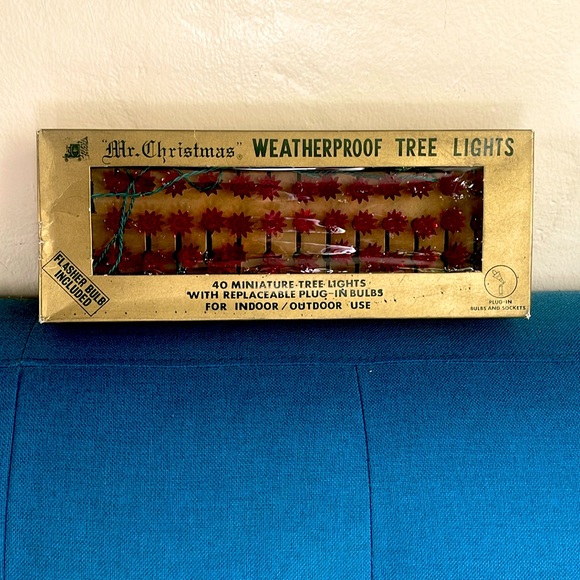 "Mr. Christmas"® WEATHERPROOF TREE LIGHTS
FLASHER BULB
INCLUDED
40 MINIATURE-TREE LIGHTS
WITH REPLACEABLE PLUG-IN BULBS
FOR INDOOR/OUTDOOR USE
PLUG IN
BULBS AND SOCKETS